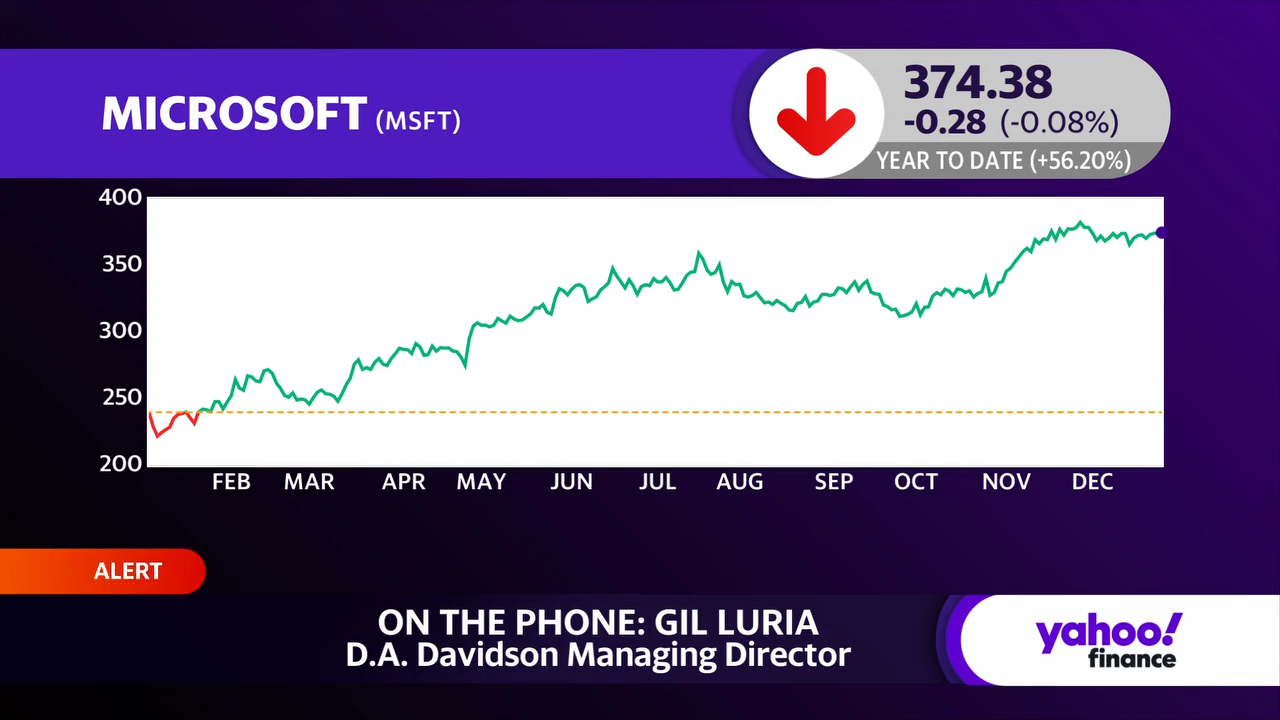 MICROSOFT (MSFT)
374.38
-0.28 (-0.08%)
YEAR TO DATE (+56.20%)
400
350
300
250
200
FEB MAR APR MAY JUN JUL AUG SEP OCT NOV DEC
ALERT
ON THE PHONE: GIL LURIA
D.A. Davidson Managing Director
yahoo!
finance